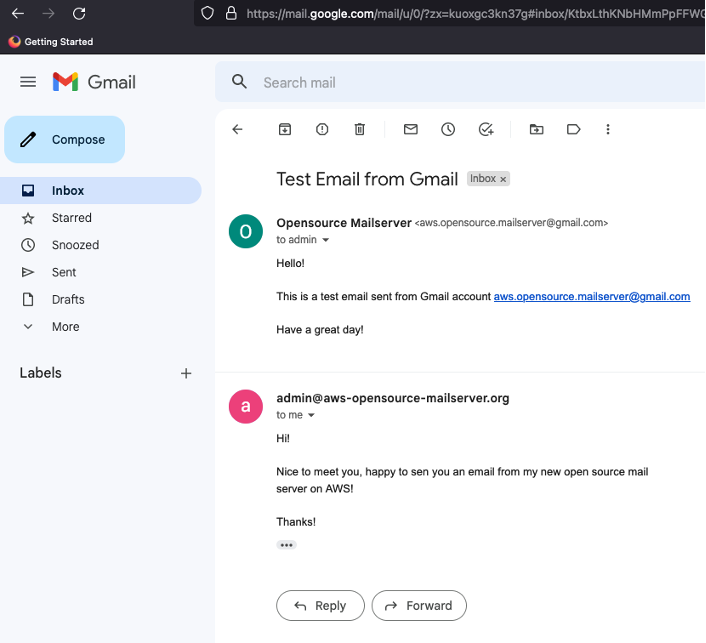 https://mail.google.com/mail/u/0/?zx=kuoxgc3kn37g#inbox/KtbxLthKNbHMmPpFFWG
Getting Started
Gmail
Search mail
Compose
Inbox
Starred
Snoozed
Sent
Drafts
More
Labels
Test Email from Gmail Inbox x
O
Opensource Mailserver <aws.opensource.mailserver@gmail.com>
to admin
Hello!
This is a test email sent from Gmail account aws.opensource.mailserver@gmail.com
Have a great day!
a
admin@aws-opensource-mailserver.org
to me
Hi!
Nice to meet you, happy to sen you an email from my new open source mail
server on AWS!
Thanks!
Reply
Forward